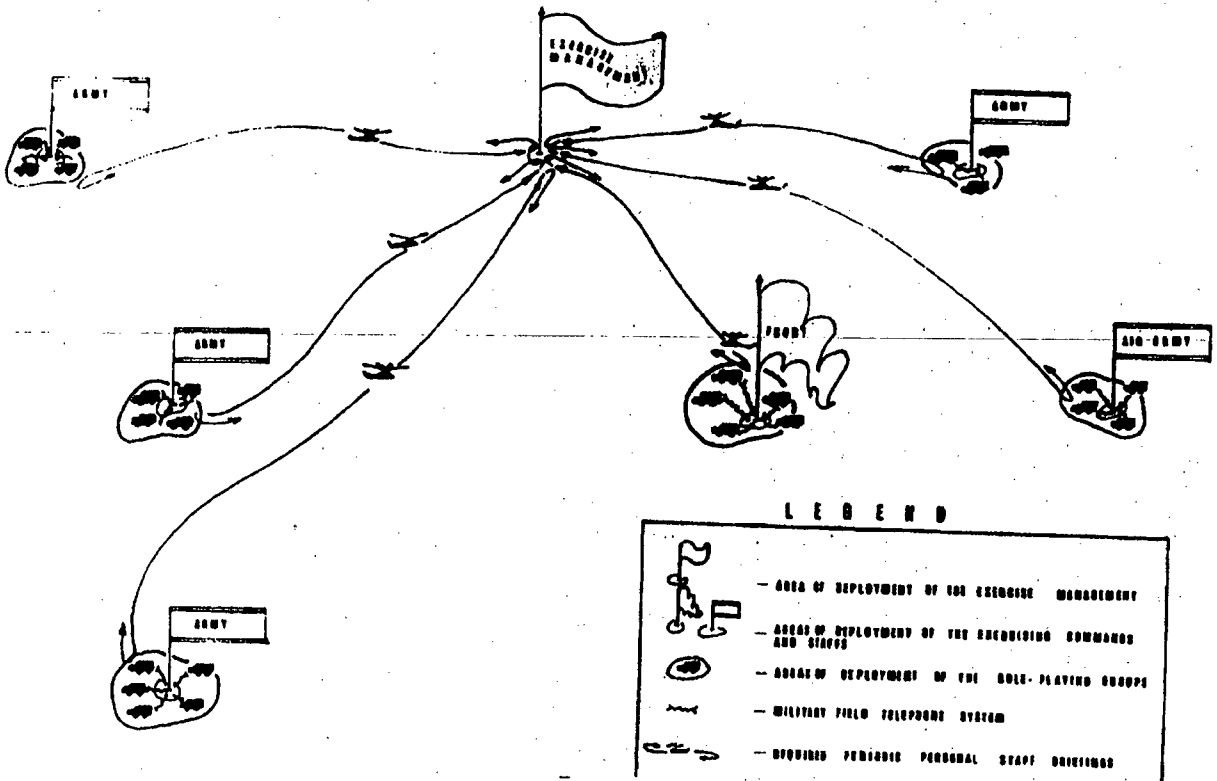 EXERCISE
MANAGEMENT
ARMY
ARMY
ARMY
FRONT
AIR-ARMY
ARMY
LEGEND
— AREA OF DEPLOYMENT OF THE EXERCISE MANAGEMENT
— AREAS OF DEPLOYMENT OF THE EXERCISING COMMANDS
AND STAFFS
— AREAS OF DEPLOYMENT OF THE ROLE-PLAYING GROUPS
— MILITARY FIELD TELEPHONE SYSTEM
— REQUIRED PERIODIC PERSONAL STAFF BRIEFINGS